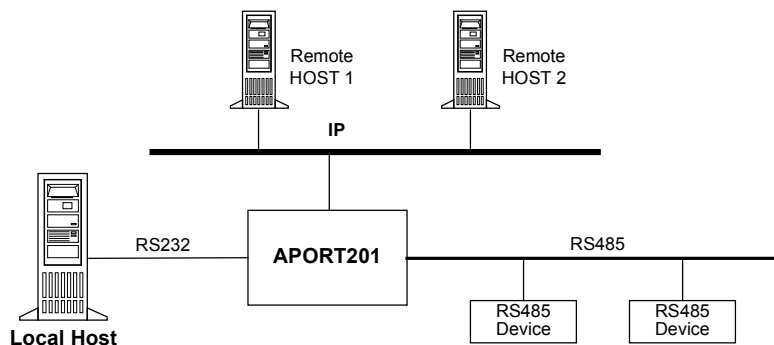 Remote
HOST 1
Remote
HOST 2
IP
RS232
APORT201
RS485
RS485
Device
RS485
Device
Local Host